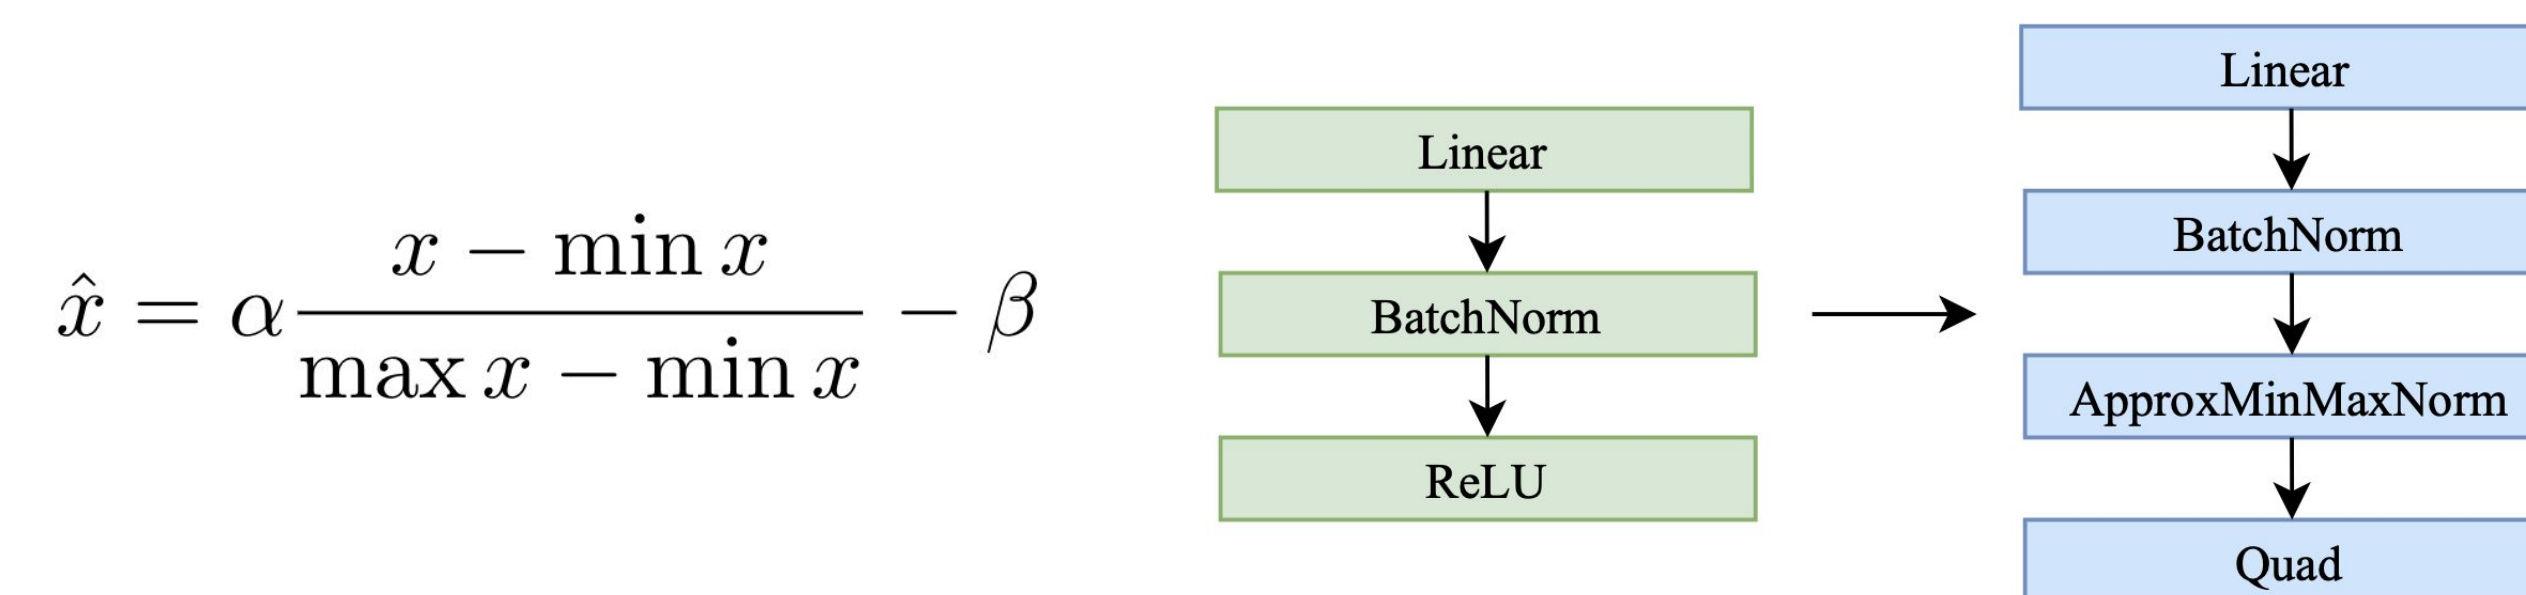 x̂ = α (x − min x)/(max x − min x) − β
Linear
BatchNorm
ReLU
Linear
BatchNorm
ApproxMinMaxNorm
Quad